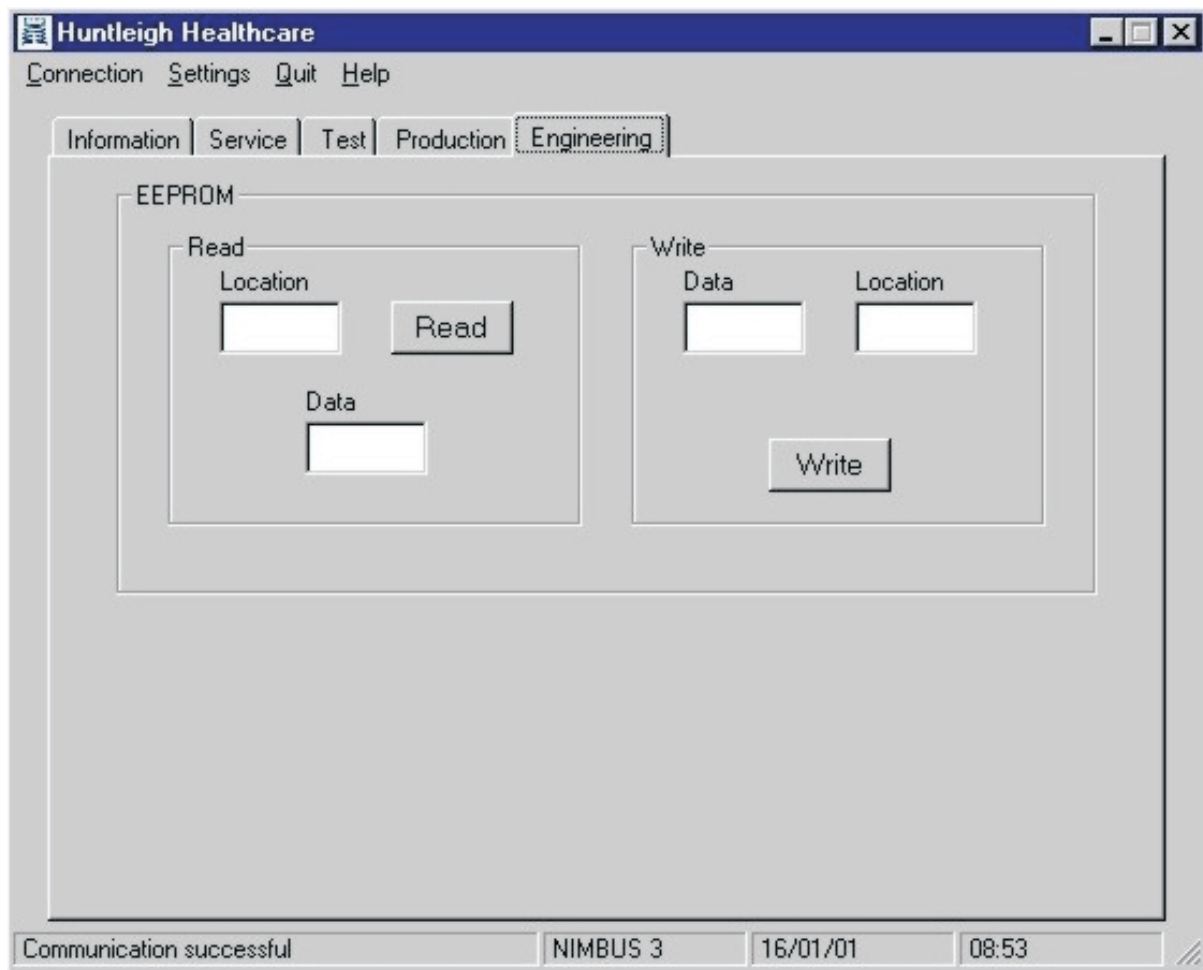 Huntleigh Healthcare
Connection Settings Quit Help
Information Service Test Production Engineering
EEPROM
Read
Location
Read
Data
Write
Data Location
Write
Communication successful NIMBUS 3 16/01/01 08:53